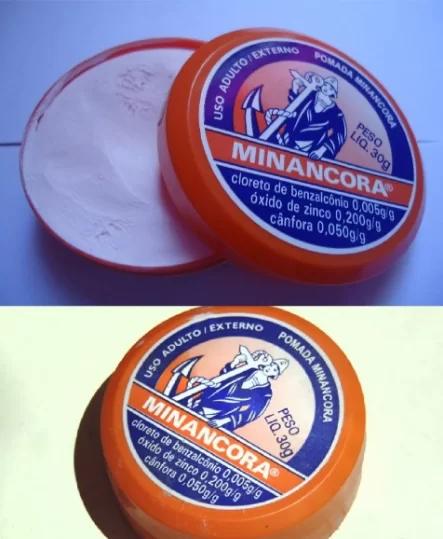 USO ADULTO / EXTERNO POMADA MINANCORA
PESO
LÍQ. 30g
MINANCORA®
cloreto de benzalcônio 0,005g/g
óxido de zinco 0,200g/g
cânfora 0,050g/g
USO ADULTO / EXTERNO POMADA MINANCORA
PESO
LÍQ. 30g
MINANCORA®
cloreto de benzalcônio 0,005g/g
óxido de zinco 0,200g/g
cânfora 0,050g/g